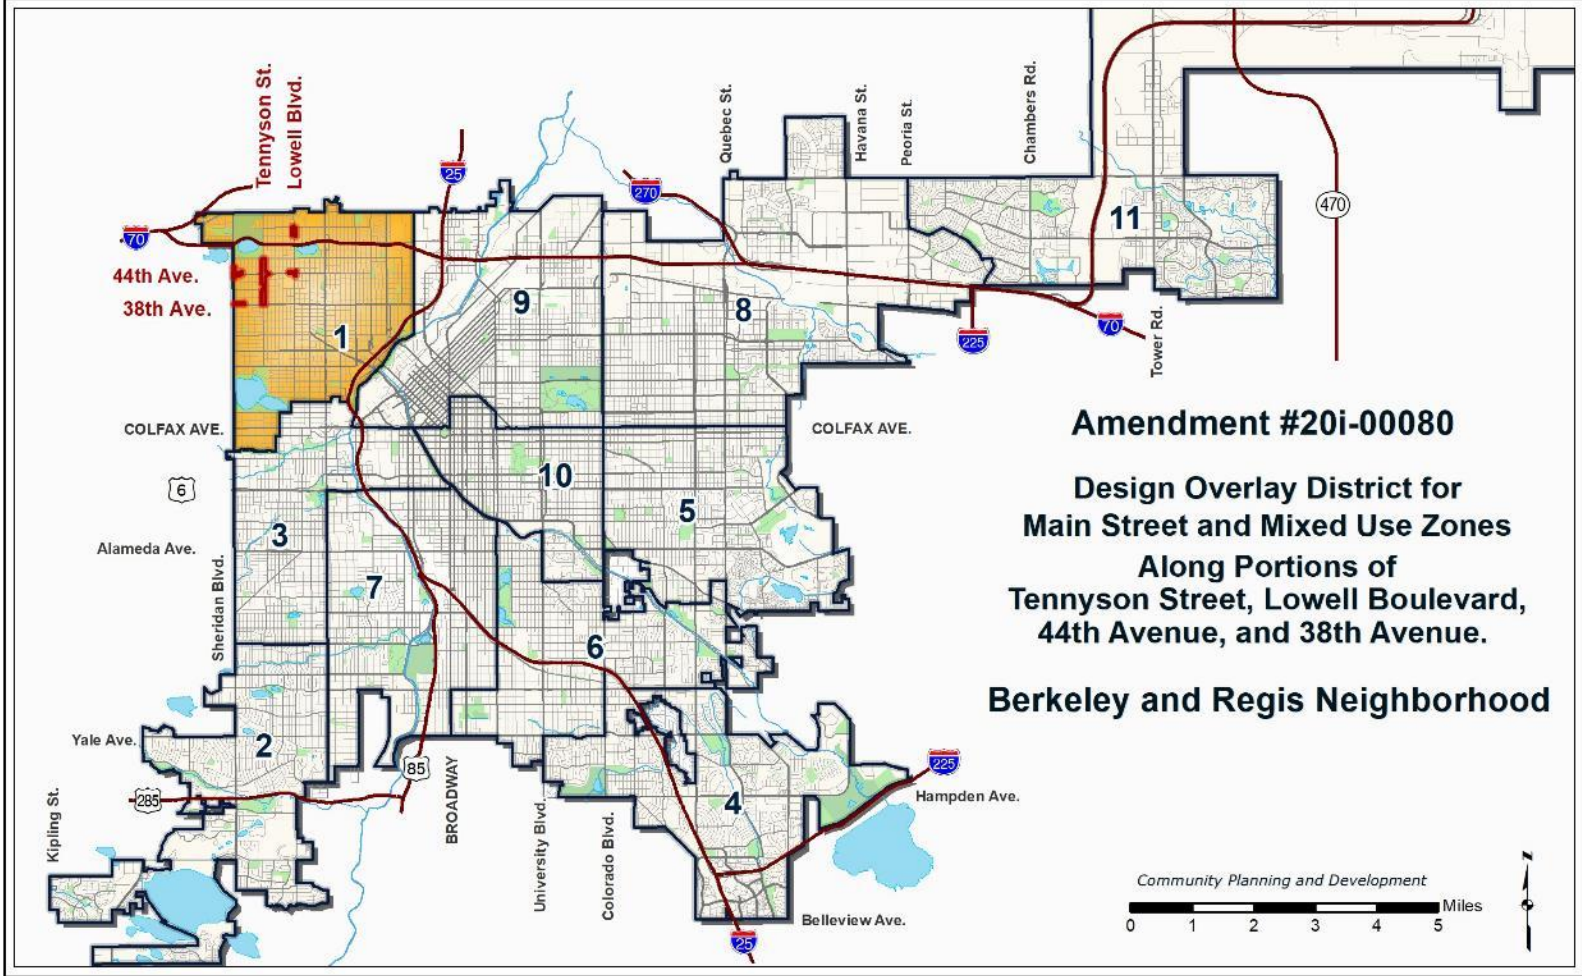 Tennyson St.
Lowell Blvd.
25
270
Quebec St.
Havana St.
Peoria St.
Chambers Rd.
11
470
70
44th Ave.
38th Ave.
1
9
8
225
70
Tower Rd.
COLFAX AVE.
COLFAX AVE.
6
10
5
3
Alameda Ave.
Sheridan Blvd.
7
6
2
Yale Ave.
85
285
BROADWAY
Kipling St.
University Blvd.
Colorado Blvd.
4
225
Hampden Ave.
Belleview Ave.
25
Amendment #20i-00080
Design Overlay District for
Main Street and Mixed Use Zones
Along Portions of
Tennyson Street, Lowell Boulevard,
44th Avenue, and 38th Avenue.
Berkeley and Regis Neighborhood
Community Planning and Development
Miles
0 1 2 3 4 5
N